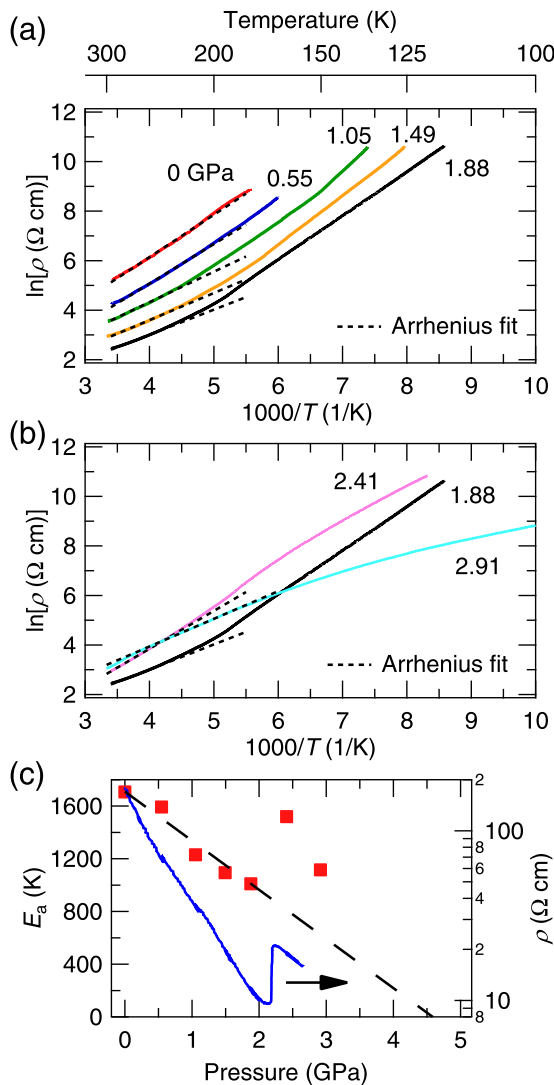 (a)
Temperature (K)
300 200 150 125 100
12
10
8
6
4
2
ln[ρ (Ω cm)]
0 GPa
0.55
1.05
1.49
1.88
Arrhenius fit
3 4 5 6 7 8 9 10
1000/T (1/K)
(b)
12
10
8
6
4
2
ln[ρ (Ω cm)]
2.41
1.88
2.91
Arrhenius fit
3 4 5 6 7 8 9 10
1000/T (1/K)
(c)
1600
1200
800
400
0
Eₐ (K)
2
100
8
6
4
2
10
8
ρ (Ω cm)
0 1 2 3 4 5
Pressure (GPa)